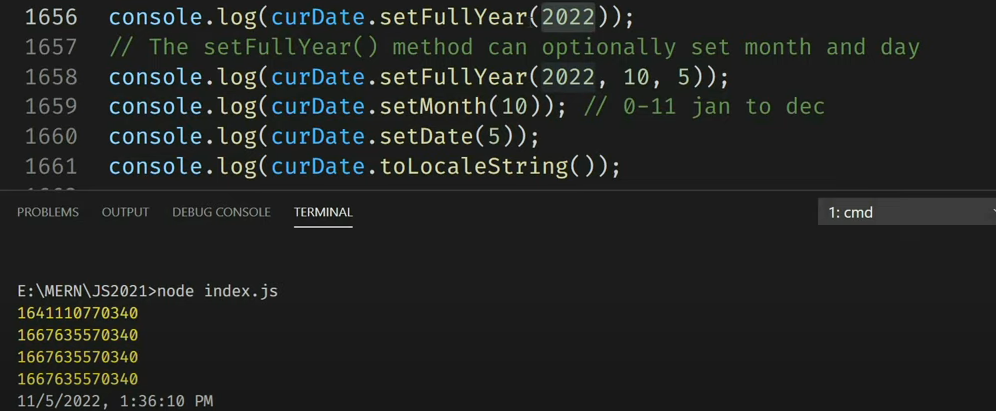 1656 console.log(curDate.setFullYear(2022));
1657 // The setFullYear() method can optionally set month and day
1658 console.log(curDate.setFullYear(2022, 10, 5));
1659 console.log(curDate.setMonth(10)); // 0-11 jan to dec
1660 console.log(curDate.setDate(5));
1661 console.log(curDate.toLocaleString());
PROBLEMS OUTPUT DEBUG CONSOLE TERMINAL 1: cmd
E:\MERN\JS2021>node index.js
1641110770340
1667635570340
1667635570340
1667635570340
11/5/2022, 1:36:10 PM